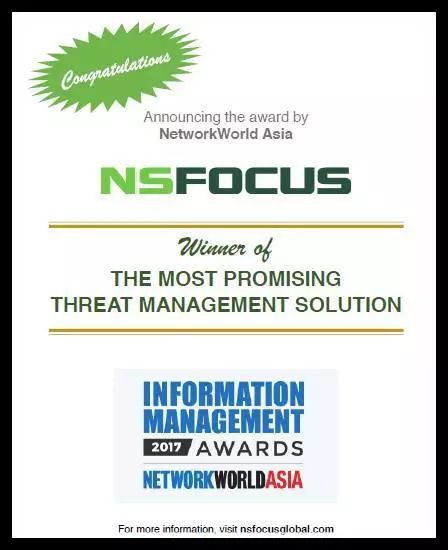 Congratulations
Announcing the award by
NetworkWorld Asia
NSFOCUS
Winner of
THE MOST PROMISING
THREAT MANAGEMENT SOLUTION
INFORMATION
MANAGEMENT
2017 AWARDS
NETWORKWORLDASIA
For more information, visit nsfocusglobal.com